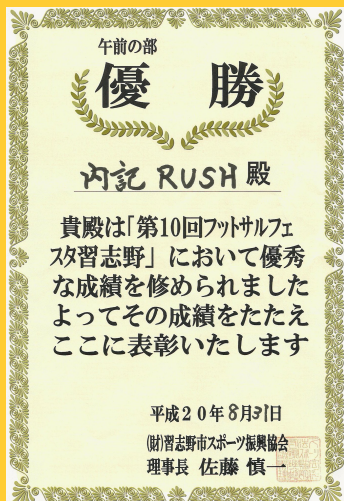 午前の部
優 勝
内記 RUSH 殿
貴殿は「第10回フットサルフェ
スタ習志野」において優秀
な成績を修められました
よってその成績をたたえ
ここに表彰いたします
平成20年8月31日
(財)習志野市スポーツ振興協会
理事長 佐藤 慎一